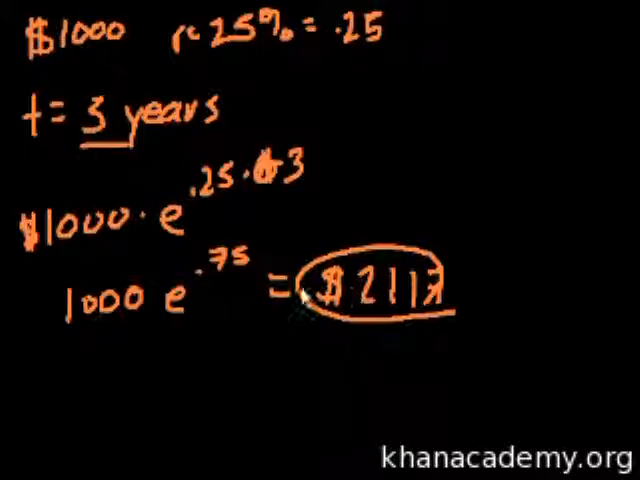 $1000 r=25%=.25
t= 3 years
$1000·e^.25·3
1000 e^.75 = $2117
khanacademy.org